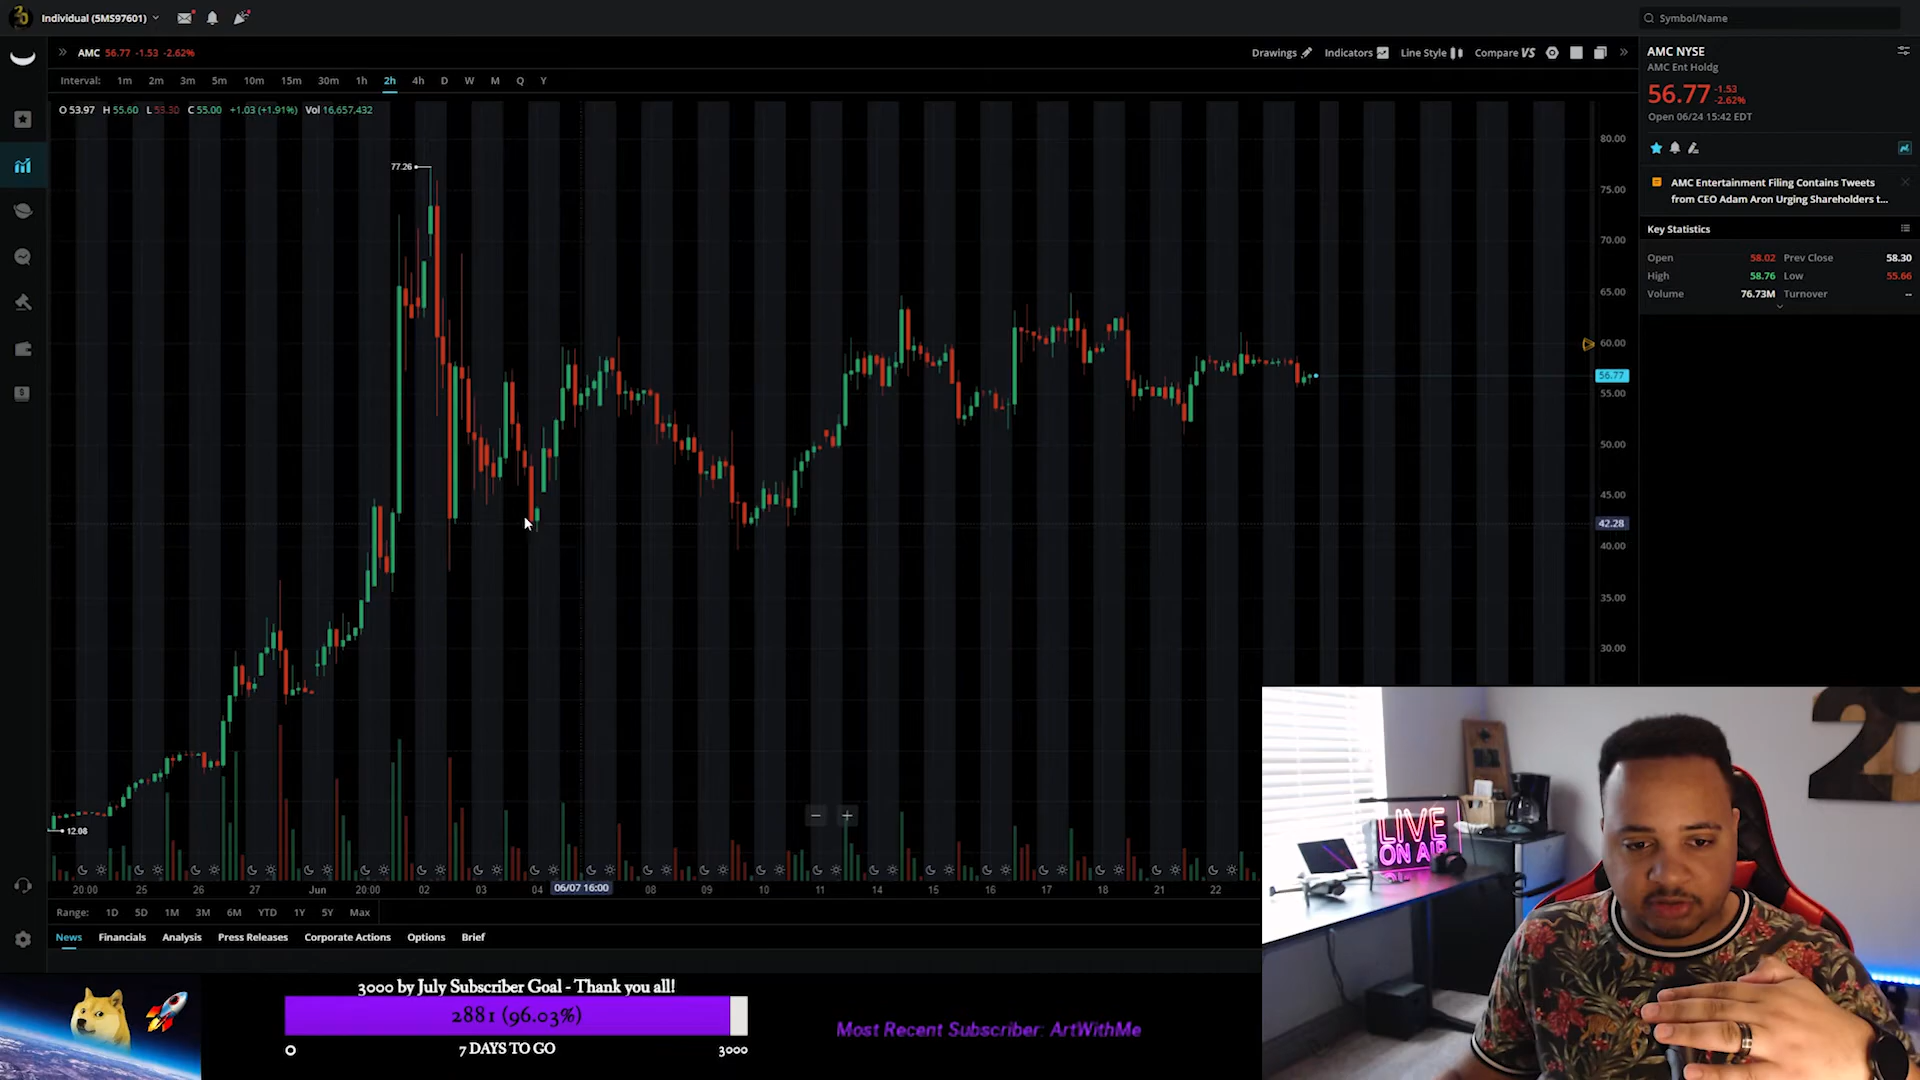 Individual (5MS97601)
Symbol/Name
AMC 56.77 -1.53 -2.62%
Drawings Indicators Line Style Compare VS
Interval: 1m 2m 3m 5m 10m 15m 30m 1h 2h 4h D W M Q Y
O 53.97 H 55.60 L 53.30 C 55.00 +1.03 (+1.91%) Vol 16,657,432
AMC NYSE
AMC Ent Holdg
56.77 -1.53
-2.62%
Open 06/24 15:42 EDT
AMC Entertainment Filing Contains Tweets
from CEO Adam Aron Urging Shareholders t...
Key Statistics
Open 58.02 Prev Close 58.30
High 58.76 Low 55.66
Volume 76.73M Turnover --
80.00
77.26
75.00
70.00
65.00
60.00
56.77
55.00
50.00
45.00
42.28
40.00
35.00
30.00
12.08
20:00 25 26 27 Jun 20:00 02 03 04 06/07 16:00 08 09 10 11 14 15 16 17 18 21 22
Range: 1D 5D 1M 3M 6M YTD 1Y 5Y Max
News Financials Analysis Press Releases Corporate Actions Options Brief
LIVE
ON AIR
2
3000 by July Subscriber Goal - Thank you all!
2881 (96.03%)
0 7 DAYS TO GO 3000
Most Recent Subscriber: ArtWithMe